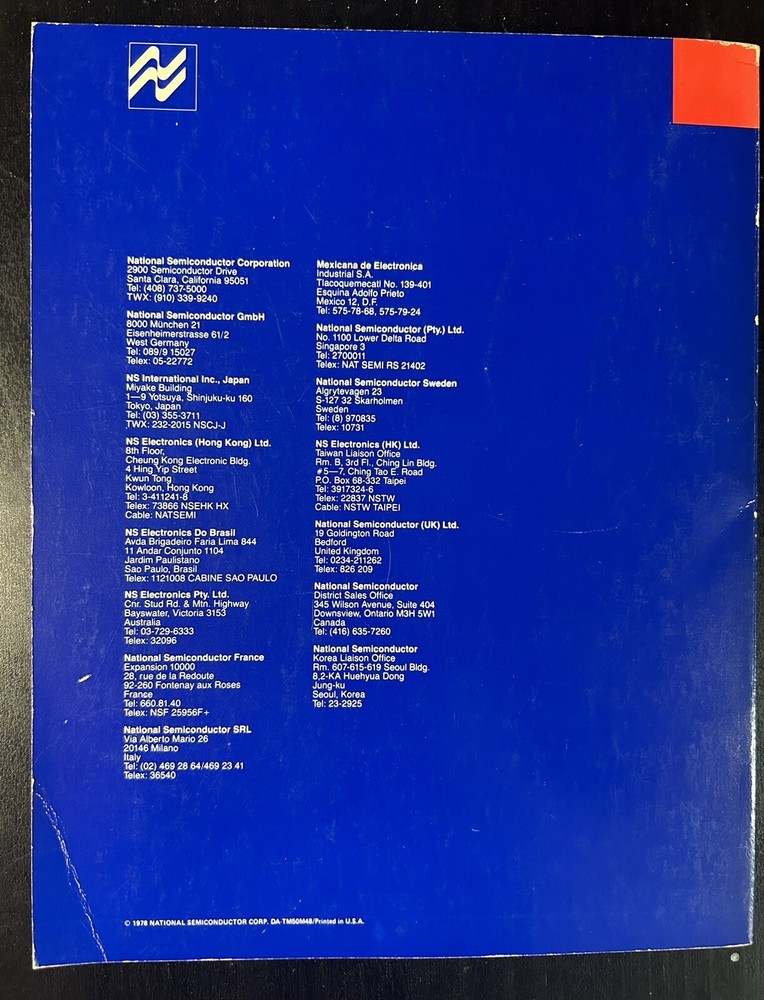 National Semiconductor Corporation
2900 Semiconductor Drive
Santa Clara, California 95051
Tel: (408) 737-5000
TWX: (910) 339-9240
National Semiconductor GmbH
8000 München 21
Eisenheimerstrasse 61/2
West Germany
Tel: 089/9 15027
Telex: 05-22772
NS International Inc., Japan
Miyake Building
1—9 Yotsuya, Shinjuku-ku 160
Tokyo, Japan
Tel: (03) 355-3711
TWX: 232-2015 NSCJ-J
NS Electronics (Hong Kong) Ltd.
8th Floor,
Cheung Kong Electronic Bldg.
4 Hing Yip Street
Kwun Tong
Kowloon, Hong Kong
Tel: 3-411241-8
Telex: 73866 NSEHK HX
Cable: NATSEMI
NS Electronics Do Brasil
Avda Brigadeiro Faria Lima 844
11 Andar Conjunto 1104
Jardim Paulistano
Sao Paulo, Brasil
Telex: 1121008 CABINE SAO PAULO
NS Electronics Pty. Ltd.
Cnr. Stud Rd. & Mtn. Highway
Bayswater, Victoria 3153
Australia
Tel: 03-729-6333
Telex: 32096
National Semiconductor France
Expansion 10000
28, rue de la Redoute
92-260 Fontenay aux Roses
France
Tel: 660.81.40
Telex: NSF 25956F+
National Semiconductor SRL
Via Alberto Mario 26
20146 Milano
Italy
Tel: (02) 469 28 64/469 23 41
Telex: 36540
Mexicana de Electronica
Industrial S.A.
Tlacoquemecatl No. 139-401
Esquina Adolfo Prieto
Mexico 12, D.F.
Tel: 575-78-68, 575-79-24
National Semiconductor (Pty.) Ltd.
No. 1100 Lower Delta Road
Singapore 3
Tel: 2700011
Telex: NAT SEMI RS 21402
National Semiconductor Sweden
Algrytevagen 23
S-127 32 Skarholmen
Sweden
Tel: (8) 970835
Telex: 10731
NS Electronics (HK) Ltd.
Taiwan Liaison Office
Rm. B, 3rd Fl., Ching Lin Bldg.
#5—7, Ching Tao E. Road
P.O. Box 68-332 Taipei
Tel: 3917324-6
Telex: 22837 NSTW
Cable: NSTW TAIPEI
National Semiconductor (UK) Ltd.
19 Goldington Road
Bedford
United Kingdom
Tel: 0234-211262
Telex: 826 209
National Semiconductor
District Sales Office
345 Wilson Avenue, Suite 404
Downsview, Ontario M3H 5W1
Canada
Tel: (416) 635-7260
National Semiconductor
Korea Liaison Office
Rm. 607-615-619 Seoul Bldg.
8,2-KA Huehyua Dong
Jung-ku
Seoul, Korea
Tel: 23-2925
© 1978 NATIONAL SEMICONDUCTOR CORP. DA-TM50M48/Printed in U.S.A.